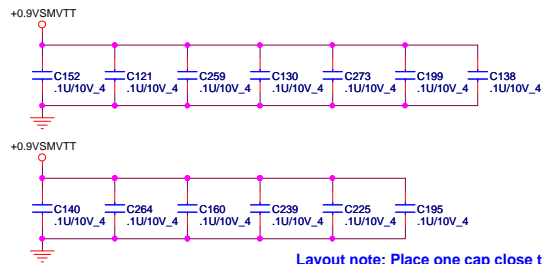 +0.9VSMVTT
C152 C121 C259 C130 C273 C199 C138
.1U/10V_4 .1U/10V_4 .1U/10V_4 .1U/10V_4 .1U/10V_4 .1U/10V_4 .1U/10V_4
+0.9VSMVTT
C140 C264 C160 C239 C225 C195
.1U/10V_4 .1U/10V_4 .1U/10V_4 .1U/10V_4 .1U/10V_4 .1U/10V_4
Layout note: Place one cap close t